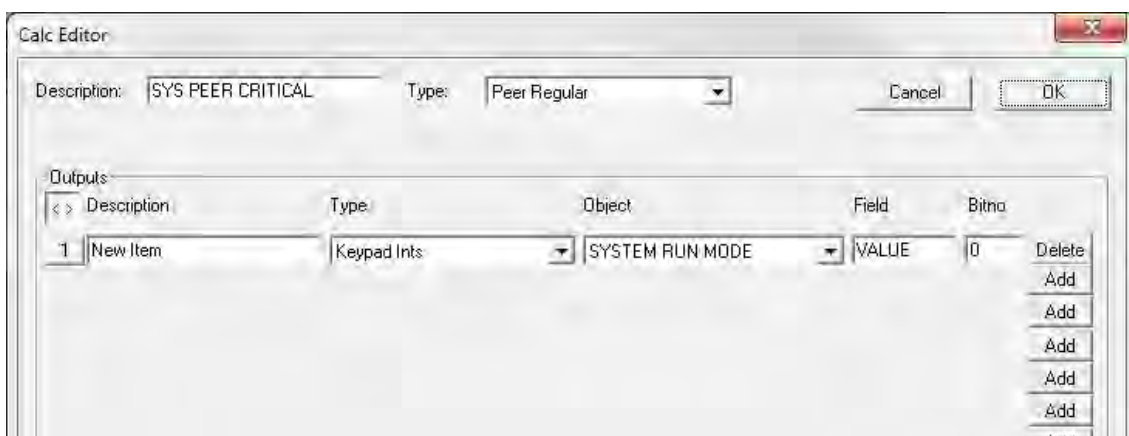 Calc Editor
Description: SYS PEER CRITICAL Type: Peer Regular Cancel OK
Outputs
< > Description Type Object Field Bitno
1 New Item Keypad Ints SYSTEM RUN MODE VALUE 0 Delete
Add
Add
Add
Add
Add